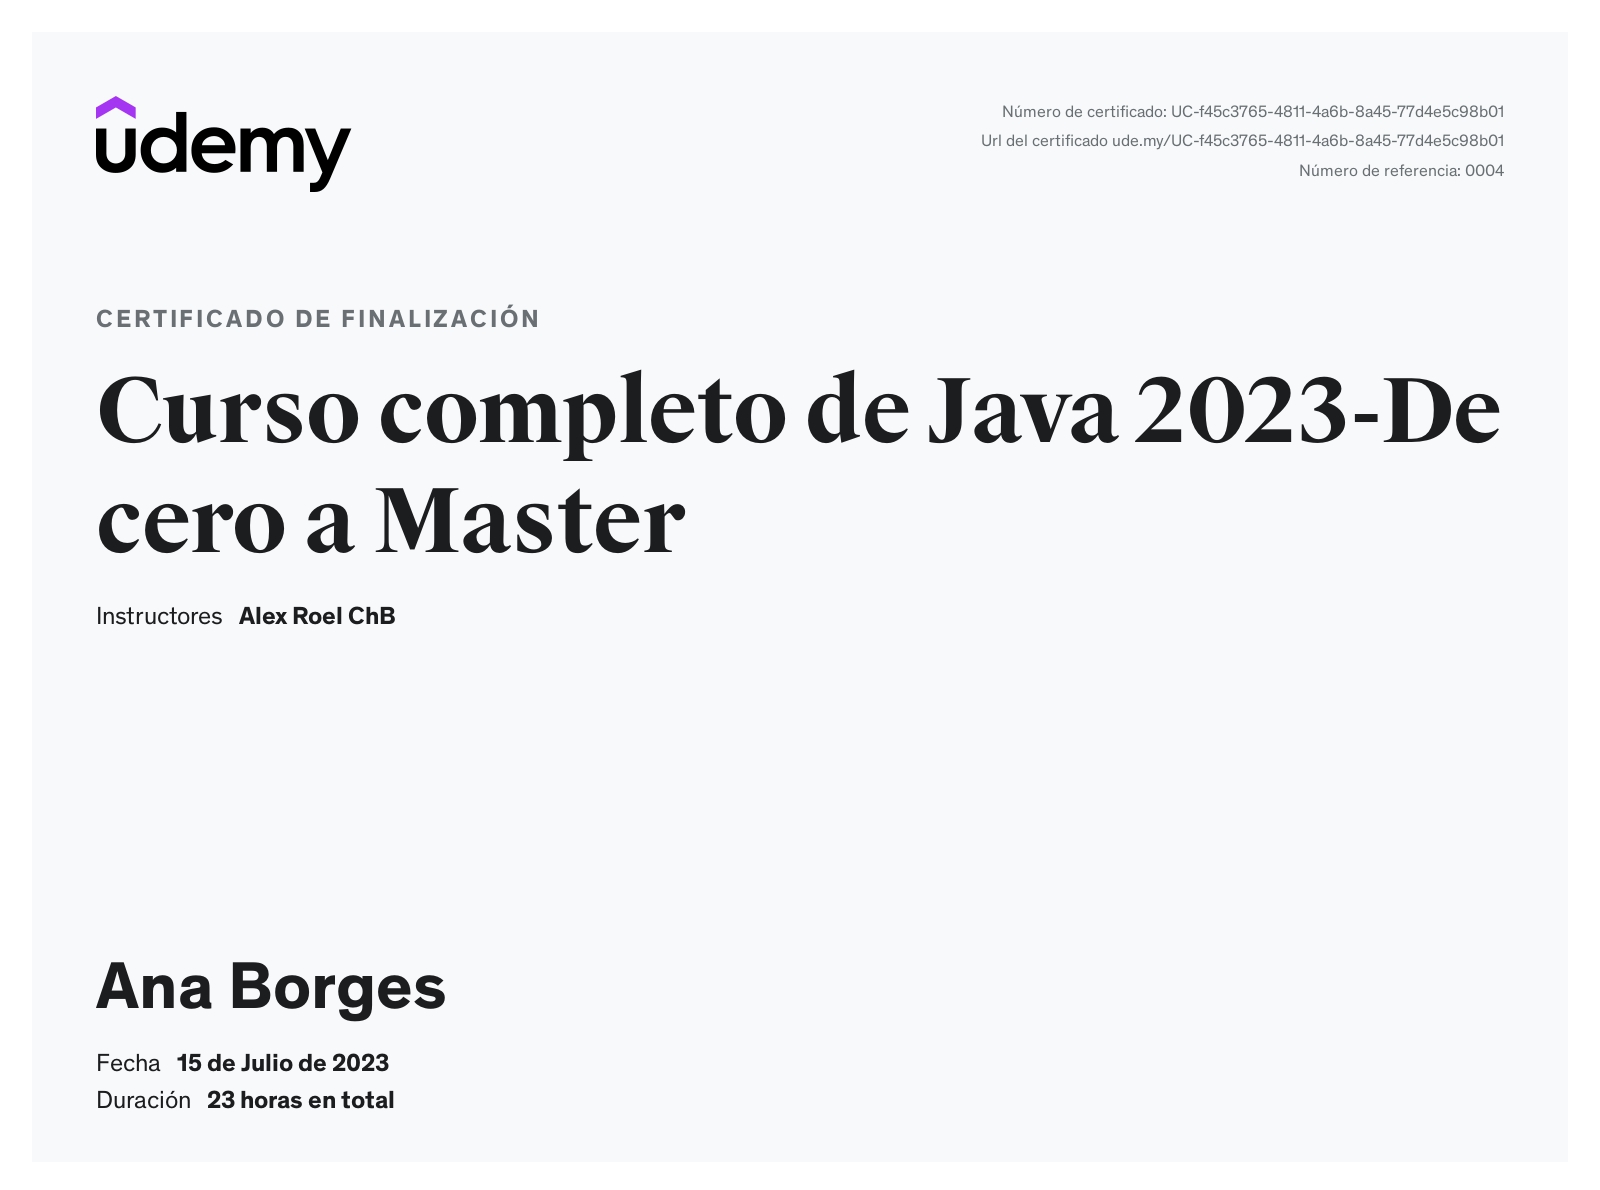 udemy
Número de certificado: UC-f45c3765-4811-4a6b-8a45-77d4e5c98b01
Url del certificado ude.my/UC-f45c3765-4811-4a6b-8a45-77d4e5c98b01
Número de referencia: 0004
CERTIFICADO DE FINALIZACIÓN
Curso completo de Java 2023-De
cero a Master
Instructores Alex Roel ChB
Ana Borges
Fecha 15 de Julio de 2023
Duración 23 horas en total